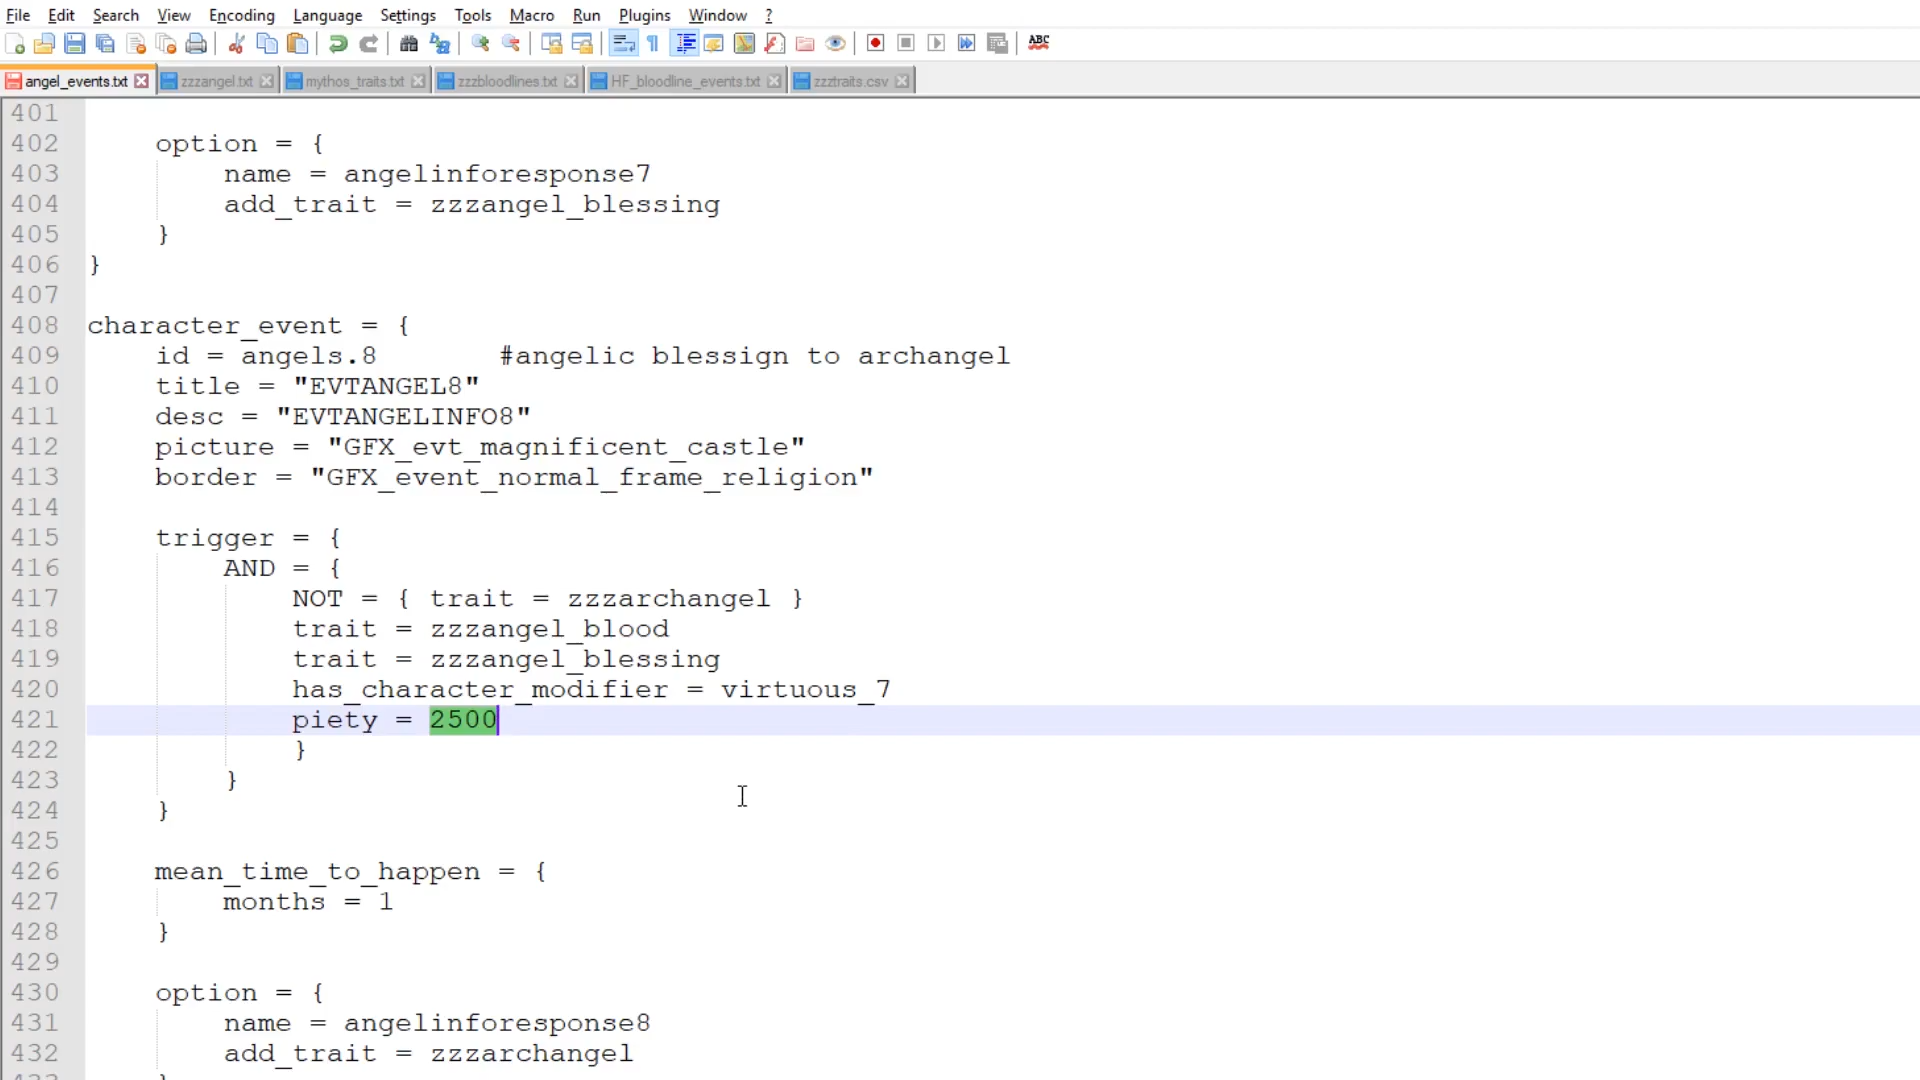 File Edit Search View Encoding Language Settings Tools Macro Run Plugins Window ?
ABC
angel_events.txt zzzangel.txt mythos_traits.txt zzzbloodlines.txt HF_bloodline_events.txt zzztraits.csv
401
402 option = {
403 name = angelinforesponse7
404 add_trait = zzzangel_blessing
405 }
406 }
407
408 character_event = {
409 id = angels.8 #angelic blessign to archangel
410 title = "EVTANGEL8"
411 desc = "EVTANGELINFO8"
412 picture = "GFX_evt_magnificent_castle"
413 border = "GFX_event_normal_frame_religion"
414
415 trigger = {
416 AND = {
417 NOT = { trait = zzzarchangel }
418 trait = zzzangel_blood
419 trait = zzzangel_blessing
420 has_character_modifier = virtuous_7
421 piety = 2500
422 }
423 }
424 }
425
426 mean_time_to_happen = {
427 months = 1
428 }
429
430 option = {
431 name = angelinforesponse8
432 add_trait = zzzarchangel